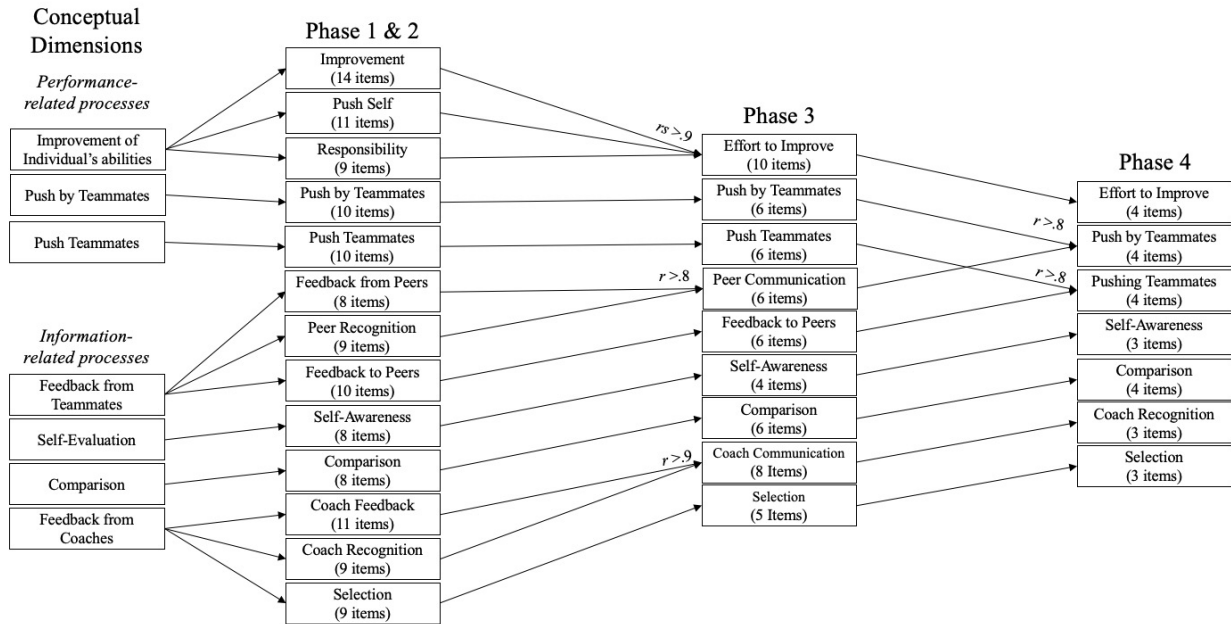 Conceptual
Dimensions
Performance-
related processes
Improvement of
Individual's abilities
Push by Teammates
Push Teammates
Information-
related processes
Feedback from
Teammates
Self-Evaluation
Comparison
Feedback from
Coaches
Phase 1 & 2
Improvement
(14 items)
Push Self
(11 items)
Responsibility
(9 items)
Push by Teammates
(10 items)
Push Teammates
(10 items)
Feedback from Peers
(8 items)
Peer Recognition
(9 items)
Feedback to Peers
(10 items)
Self-Awareness
(8 items)
Comparison
(8 items)
Coach Feedback
(11 items)
Coach Recognition
(9 items)
Selection
(9 items)
rs >.9
r >.8
r >.9
Phase 3
Effort to Improve
(10 items)
Push by Teammates
(6 items)
Push Teammates
(6 items)
Peer Communication
(6 items)
Feedback to Peers
(6 items)
Self-Awareness
(4 items)
Comparison
(6 items)
Coach Communication
(8 Items)
Selection
(5 Items)
r >.8
r >.8
Phase 4
Effort to Improve
(4 items)
Push by Teammates
(4 items)
Pushing Teammates
(4 items)
Self-Awareness
(3 items)
Comparison
(4 items)
Coach Recognition
(3 items)
Selection
(3 items)